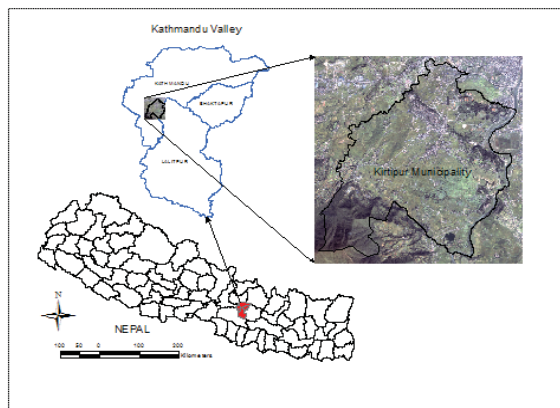 Kathmandu Valley
KATHMANDU
BHAKTAPUR
LALITPUR
Kirtipur Municipality
N
NEPAL
100 50 0 100 200
Kilometers